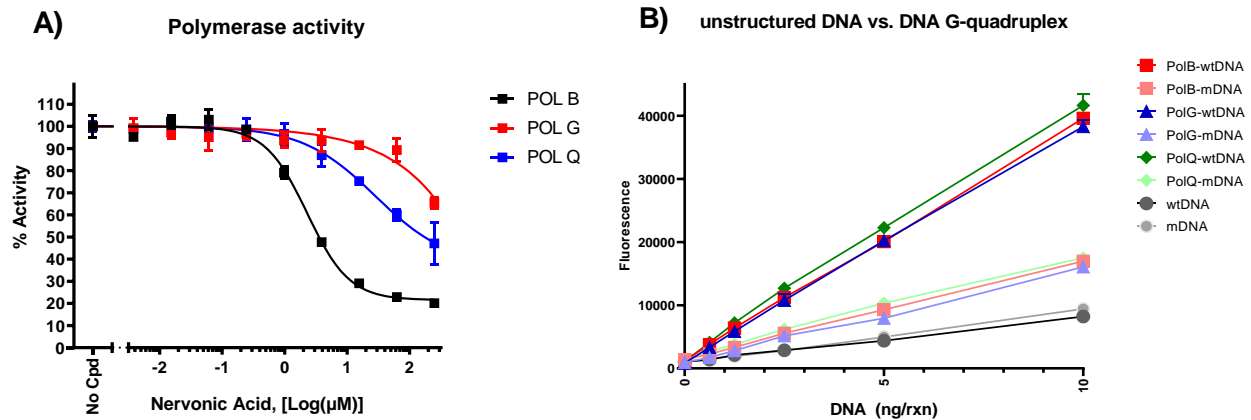 A)
Polymerase activity
% Activity
110
100
90
80
70
60
50
40
30
20
10
0
No Cpd
-2
-1
0
1
2
Nervonic Acid, [Log(µM)]
POL B
POL G
POL Q
B)
unstructured DNA vs. DNA G-quadruplex
Fluorescence
40000
30000
20000
10000
0
0
5
10
DNA (ng/rxn)
PolB-wtDNA
PolB-mDNA
PolG-wtDNA
PolG-mDNA
PolQ-wtDNA
PolQ-mDNA
wtDNA
mDNA